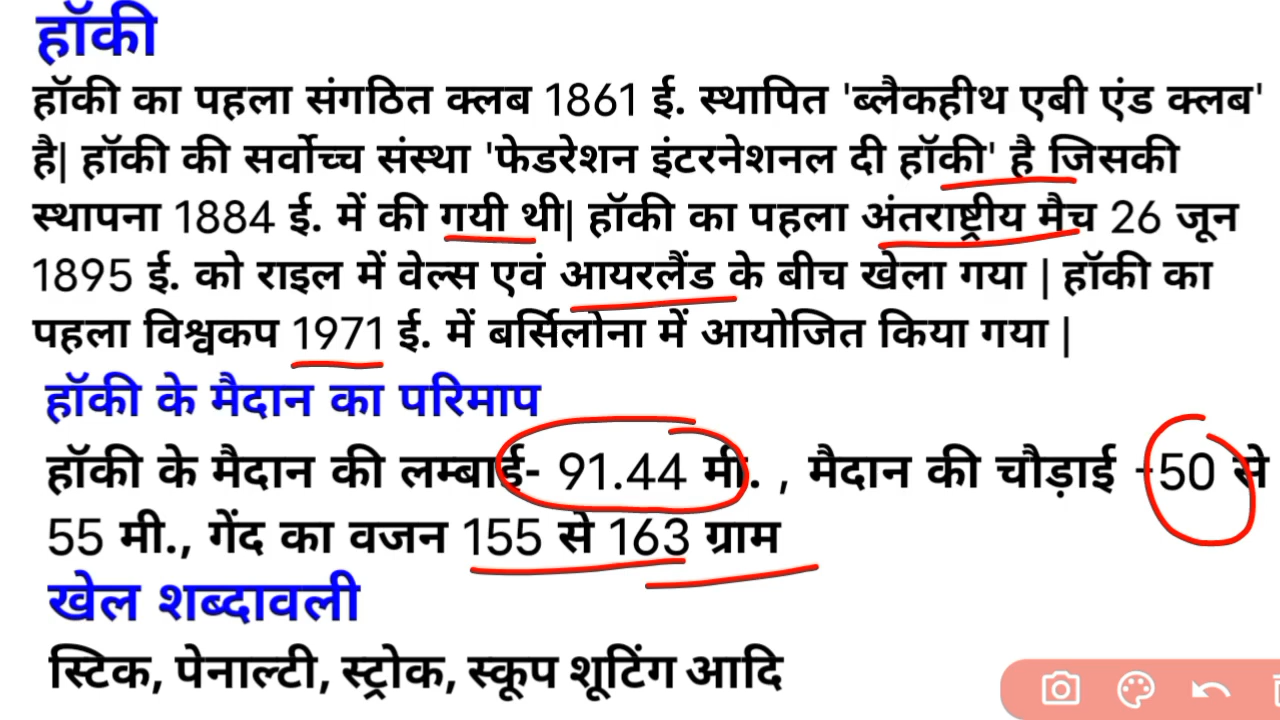 हॉकी
हॉकी का पहला संगठित क्लब 1861 ई. स्थापित 'ब्लैकहीथ एबी एंड क्लब'
है| हॉकी की सर्वोच्च संस्था 'फेडरेशन इंटरनेशनल दी हॉकी' है जिसकी
स्थापना 1884 ई. में की गयी थी| हॉकी का पहला अंतराष्ट्रीय मैच 26 जून
1895 ई. को राइल में वेल्स एवं आयरलैंड के बीच खेला गया | हॉकी का
पहला विश्वकप 1971 ई. में बर्सिलोना में आयोजित किया गया |
हॉकी के मैदान का परिमाप
हॉकी के मैदान की लम्बाई- 91.44 मी. , मैदान की चौड़ाई -50 से
55 मी., गेंद का वजन 155 से 163 ग्राम
खेल शब्दावली
स्टिक, पेनाल्टी, स्ट्रोक, स्कूप शूटिंग आदि